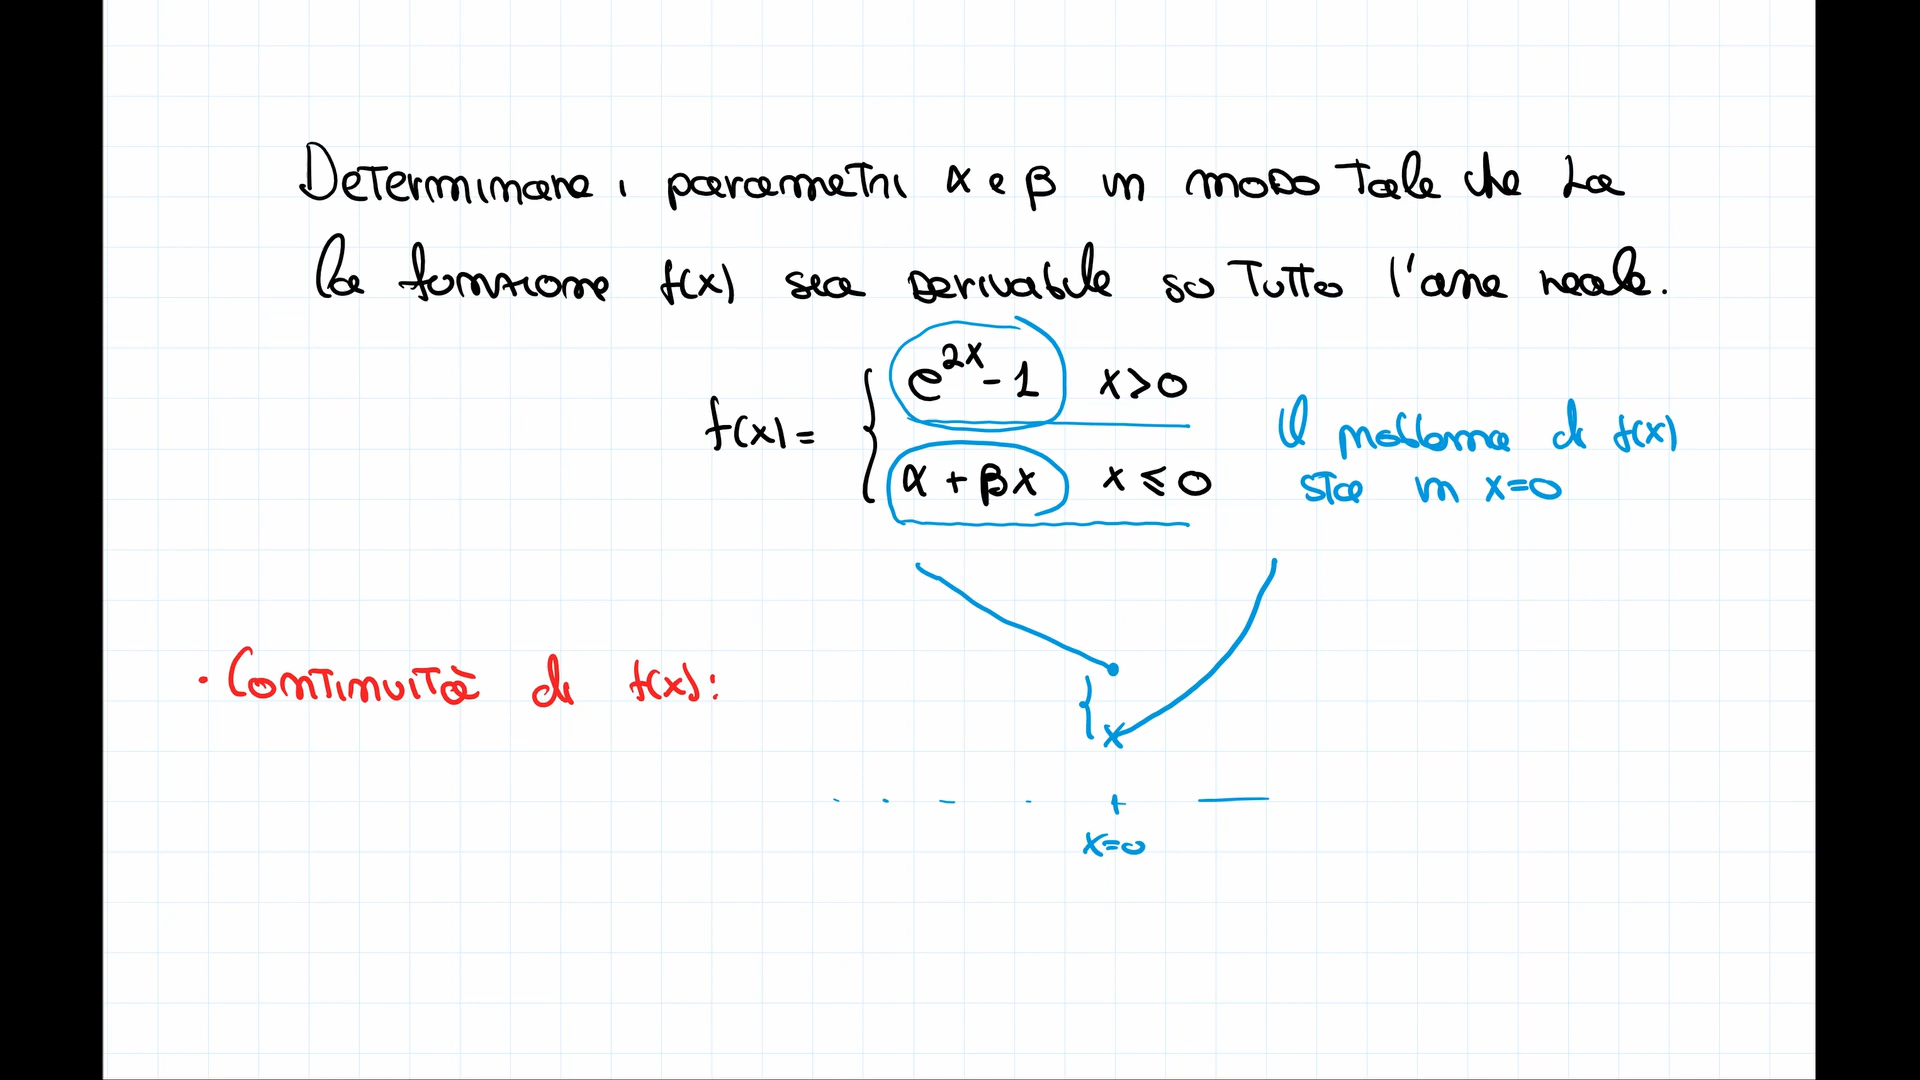 Determinare i parametri α e β in modo tale che la
la funzione f(x) sia derivabile su tutto l'asse reale.
f(x) = { e^{2x} - 1 x > 0
α + βx x ≤ 0
Il problema di f(x)
sta in x=0
· Continuità di f(x):
x=0